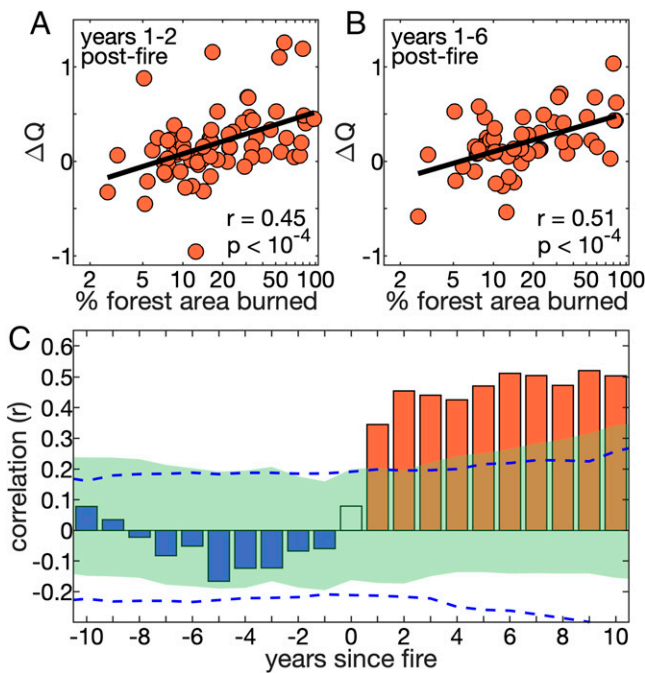 A
years 1-2
post-fire
1
0
-1
ΔQ
r = 0.45
p < 10-4
2 5 10 20 50 100
% forest area burned
B
years 1-6
post-fire
1
0
-1
ΔQ
r = 0.51
p < 10-4
2 5 10 20 50 100
% forest area burned
C
0.6
0.5
0.4
0.3
0.2
0.1
0
-0.1
-0.2
correlation (r)
-10 -8 -6 -4 -2 0 2 4 6 8 10
years since fire